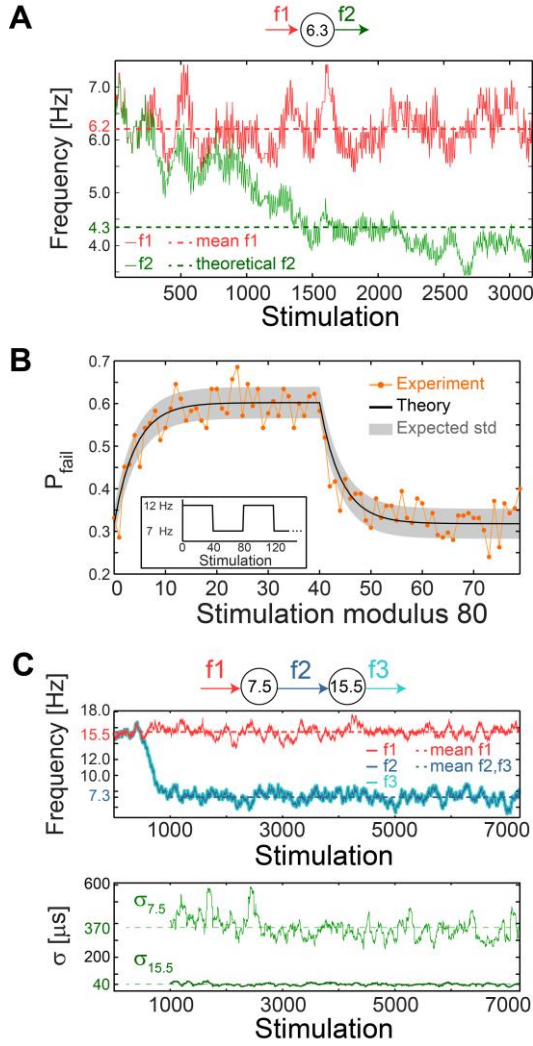 A
f1
f2
6.3
Frequency [Hz]
7.0
6.2
6.0
5.0
4.3
4.0
f1
mean f1
f2
theoretical f2
500
1000
1500
2000
2500
3000
Stimulation
B
P_fail
0.7
0.6
0.5
0.4
0.3
0.2
Experiment
Theory
Expected std
12 Hz
7 Hz
0
40
80
120
...
Stimulation
0
10
20
30
40
50
60
70
Stimulation modulus 80
C
f1
f2
f3
7.5
15.5
Frequency [Hz]
18.0
15.5
12.0
10.0
7.3
f1
mean f1
f2
mean f2,f3
f3
1000
3000
5000
7000
Stimulation
σ [μs]
600
370
200
40
σ7.5
σ15.5
1000
3000
5000
7000
Stimulation